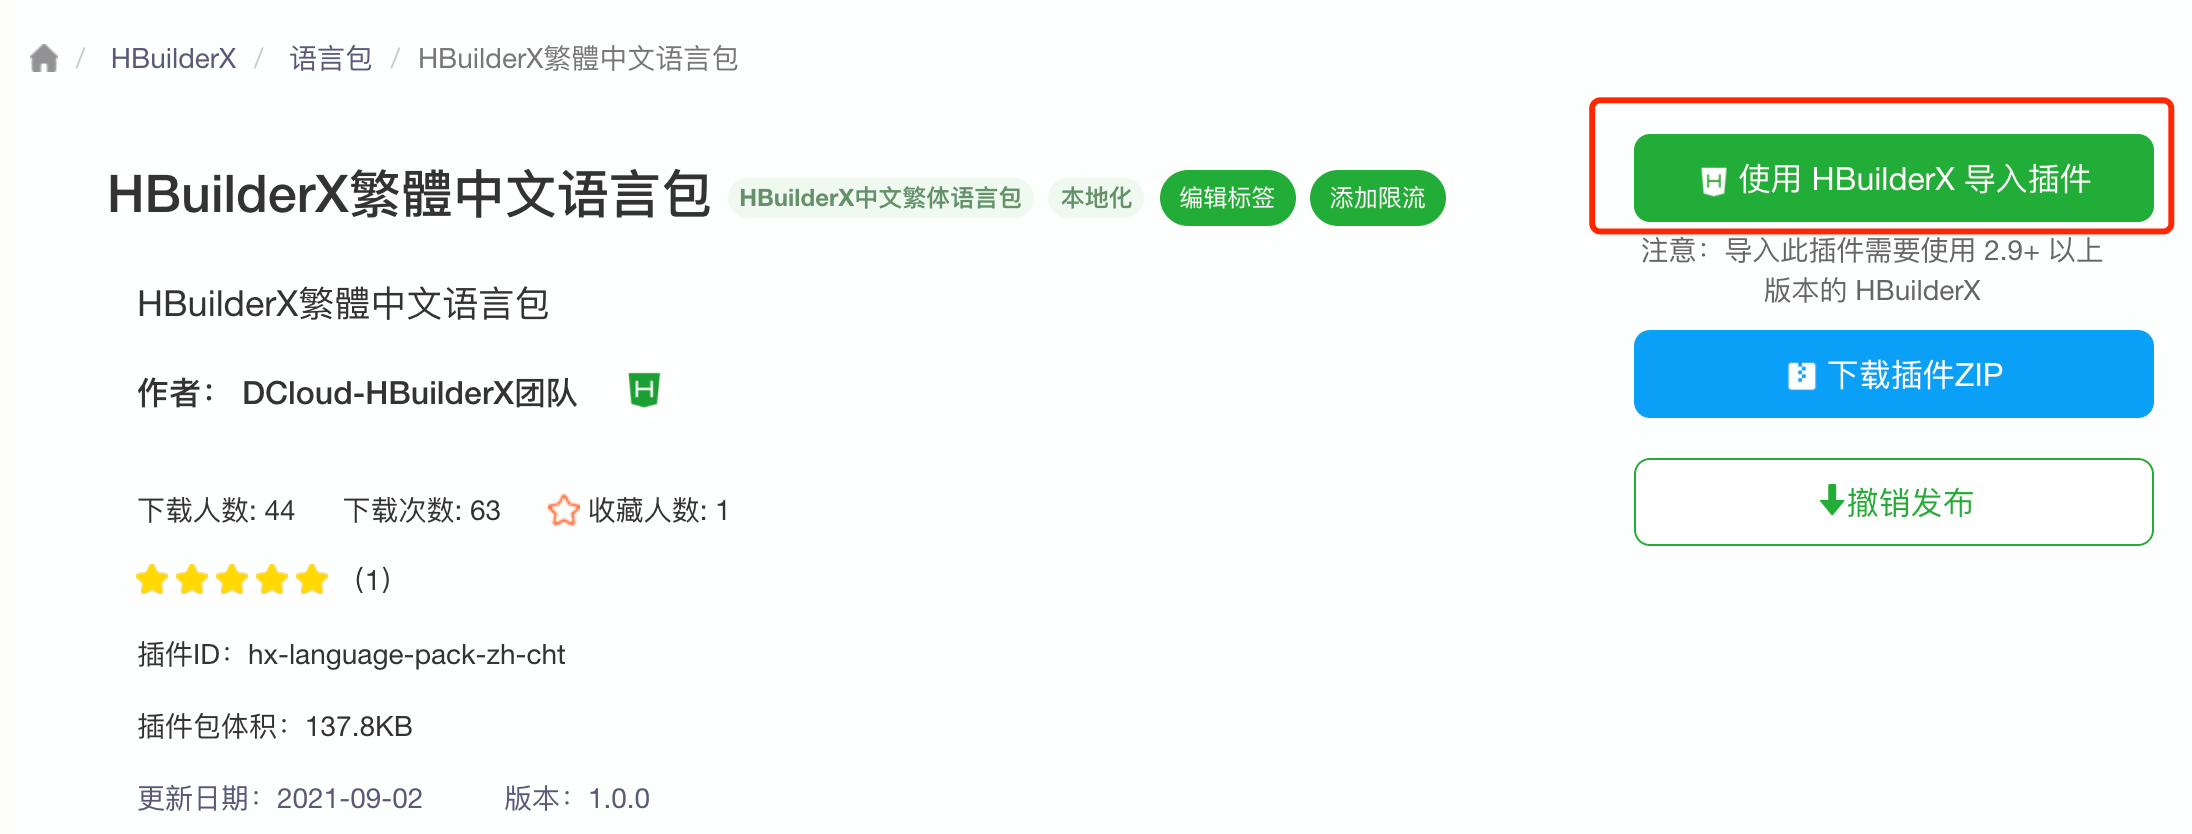 / HBuilderX / 语言包 / HBuilderX繁體中文语言包
HBuilderX繁體中文语言包 HBuilderX中文繁体语言包 本地化 编辑标签 添加限流
HBuilderX繁體中文语言包
作者： DCloud-HBuilderX团队 H
下载人数: 44 下载次数: 63 收藏人数: 1
(1)
插件ID：hx-language-pack-zh-cht
插件包体积：137.8KB
更新日期：2021-09-02 版本：1.0.0
H 使用 HBuilderX 导入插件
注意：导入此插件需要使用 2.9+ 以上
版本的 HBuilderX
下载插件ZIP
撤销发布